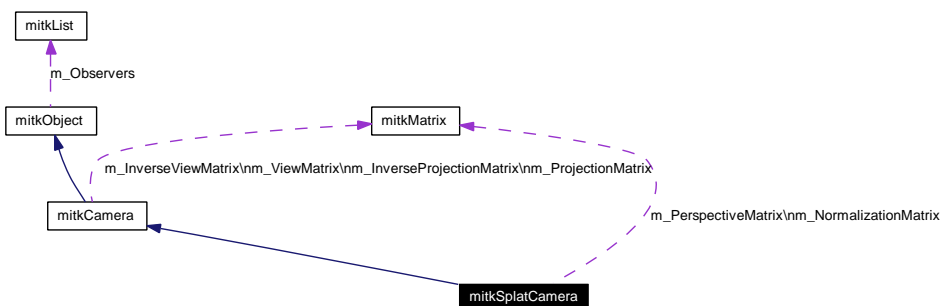 mitkList
m_Observers
mitkObject
mitkMatrix
m_InverseViewMatrix\nm_ViewMatrix\nm_InverseProjectionMatrix\nm_ProjectionMatrix
mitkCamera
m_PerspectiveMatrix\nm_NormalizationMatrix
mitkSplatCamera